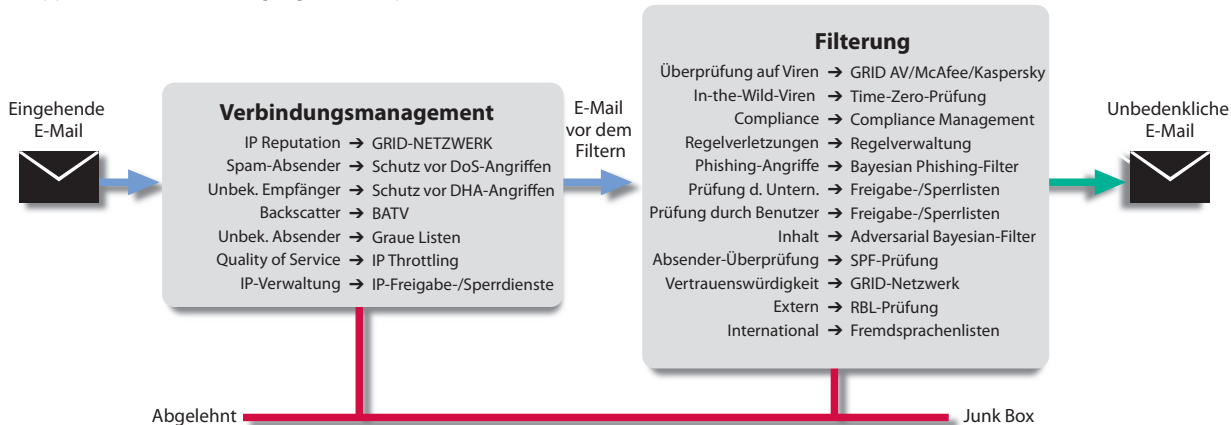 Eingehende
E-Mail
Verbindungsmanagement
IP Reputation ➔ GRID-NETZWERK
Spam-Absender ➔ Schutz vor DoS-Angriffen
Unbek. Empfänger ➔ Schutz vor DHA-Angriffen
Backscatter ➔ BATV
Unbek. Absender ➔ Graue Listen
Quality of Service ➔ IP Throttling
IP-Verwaltung ➔ IP-Freigabe-/Sperrdienste
E-Mail
vor dem
Filtern
Filterung
Überprüfung auf Viren ➔ GRID AV/McAfee/Kaspersky
In-the-Wild-Viren ➔ Time-Zero-Prüfung
Compliance ➔ Compliance Management
Regelverletzungen ➔ Regelverwaltung
Phishing-Angriffe ➔ Bayesian Phishing-Filter
Prüfung d. Untern. ➔ Freigabe-/Sperrlisten
Prüfung durch Benutzer ➔ Freigabe-/Sperrlisten
Inhalt ➔ Adversarial Bayesian-Filter
Absender-Überprüfung ➔ SPF-Prüfung
Vertrauenswürdigkeit ➔ GRID-Netzwerk
Extern ➔ RBL-Prüfung
International ➔ Fremdsprachenlisten
Unbedenkliche
E-Mail
Abgelehnt
Junk Box